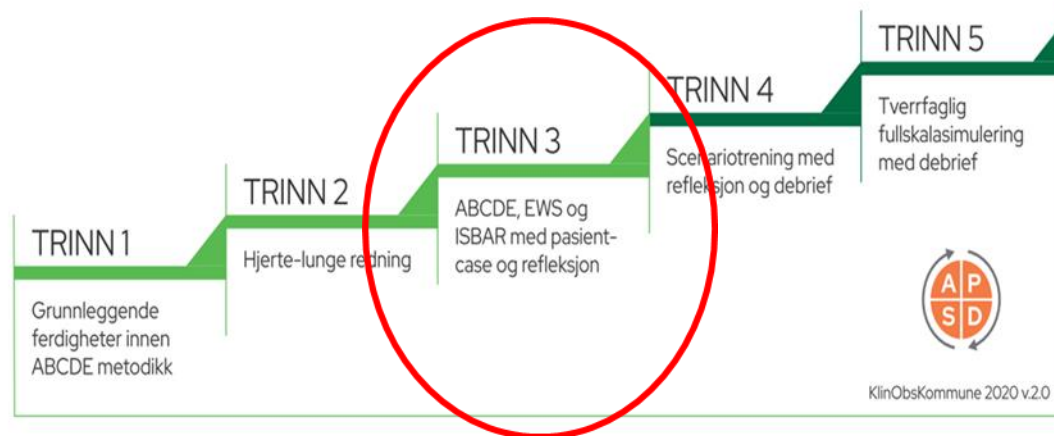 TRINN 1
Grunnleggende
ferdigheter innen
ABCDE metodikk
TRINN 2
Hjerte-lunge redning
TRINN 3
ABCDE, EWS og
ISBAR med pasient-
case og refleksjon
TRINN 4
Scenariotrening med
refleksjon og debrief
TRINN 5
Tverrfaglig
fullskalasimulering
med debrief
A P
S D
KlinObsKommune 2020 v.2.0